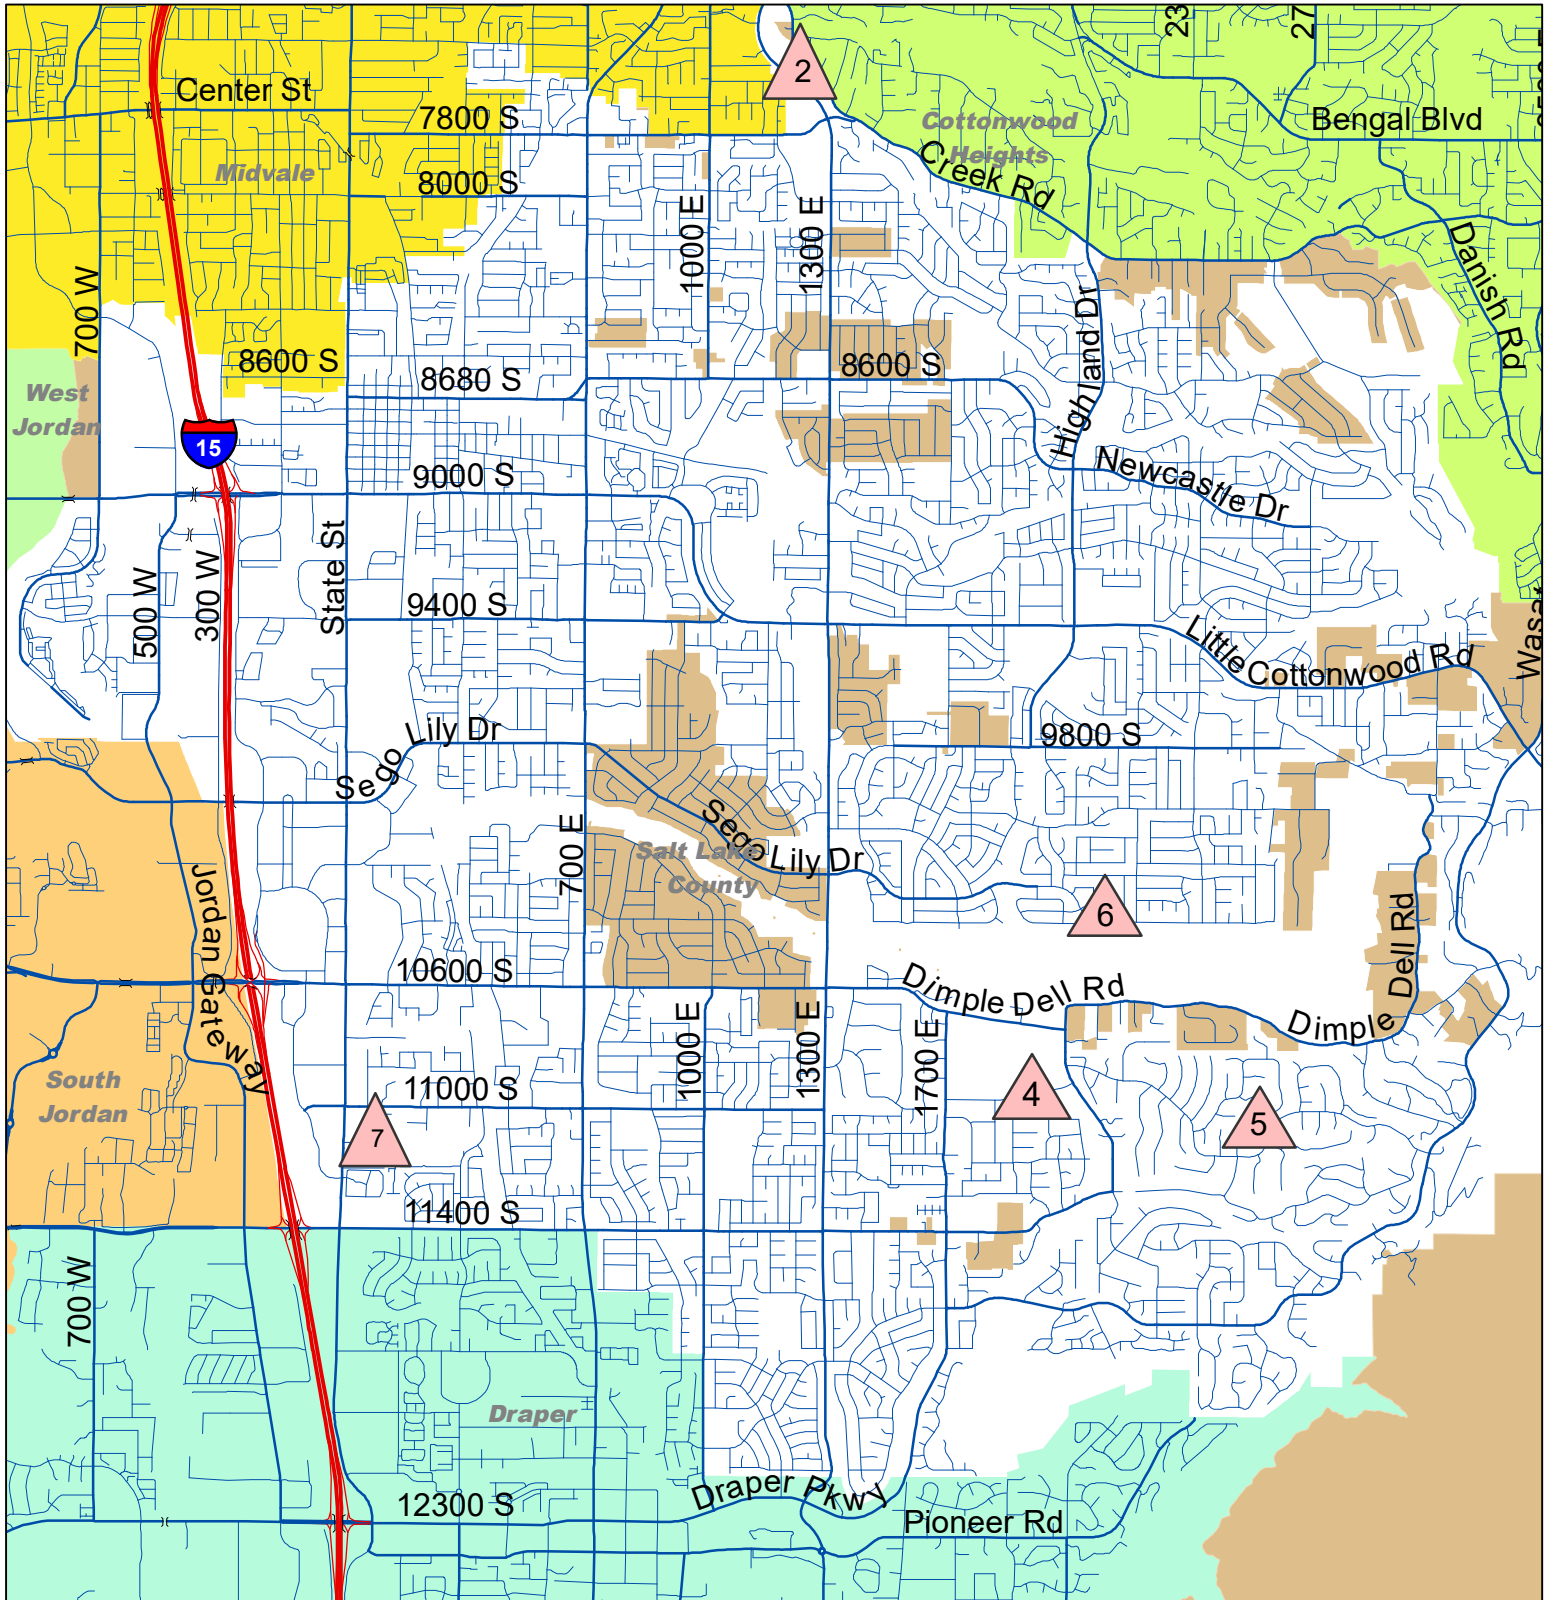 23
27
2
Center St
7800 S
Cottonwood
Heights
Bengal Blvd
Midvale
8000 S
Creek Rd
1000 E
1300 E
Danish Rd
700 W
Highland Dr
8600 S
8680 S
8600 S
West
Jordan
15
9000 S
Newcastle Dr
State St
300 W
500 W
9400 S
Little Cottonwood Rd
Sego Lily Dr
9800 S
Sego Lily Dr
Salt Lake
County
700 E
6
Jordan Gateway
Dell Rd
10600 S
Dimple Dell Rd
Dimple
1000 E
1300 E
1700 E
South
Jordan
11000 S
4
5
7
11400 S
700 W
Draper
12300 S
Draper Pkwy
Pioneer Rd